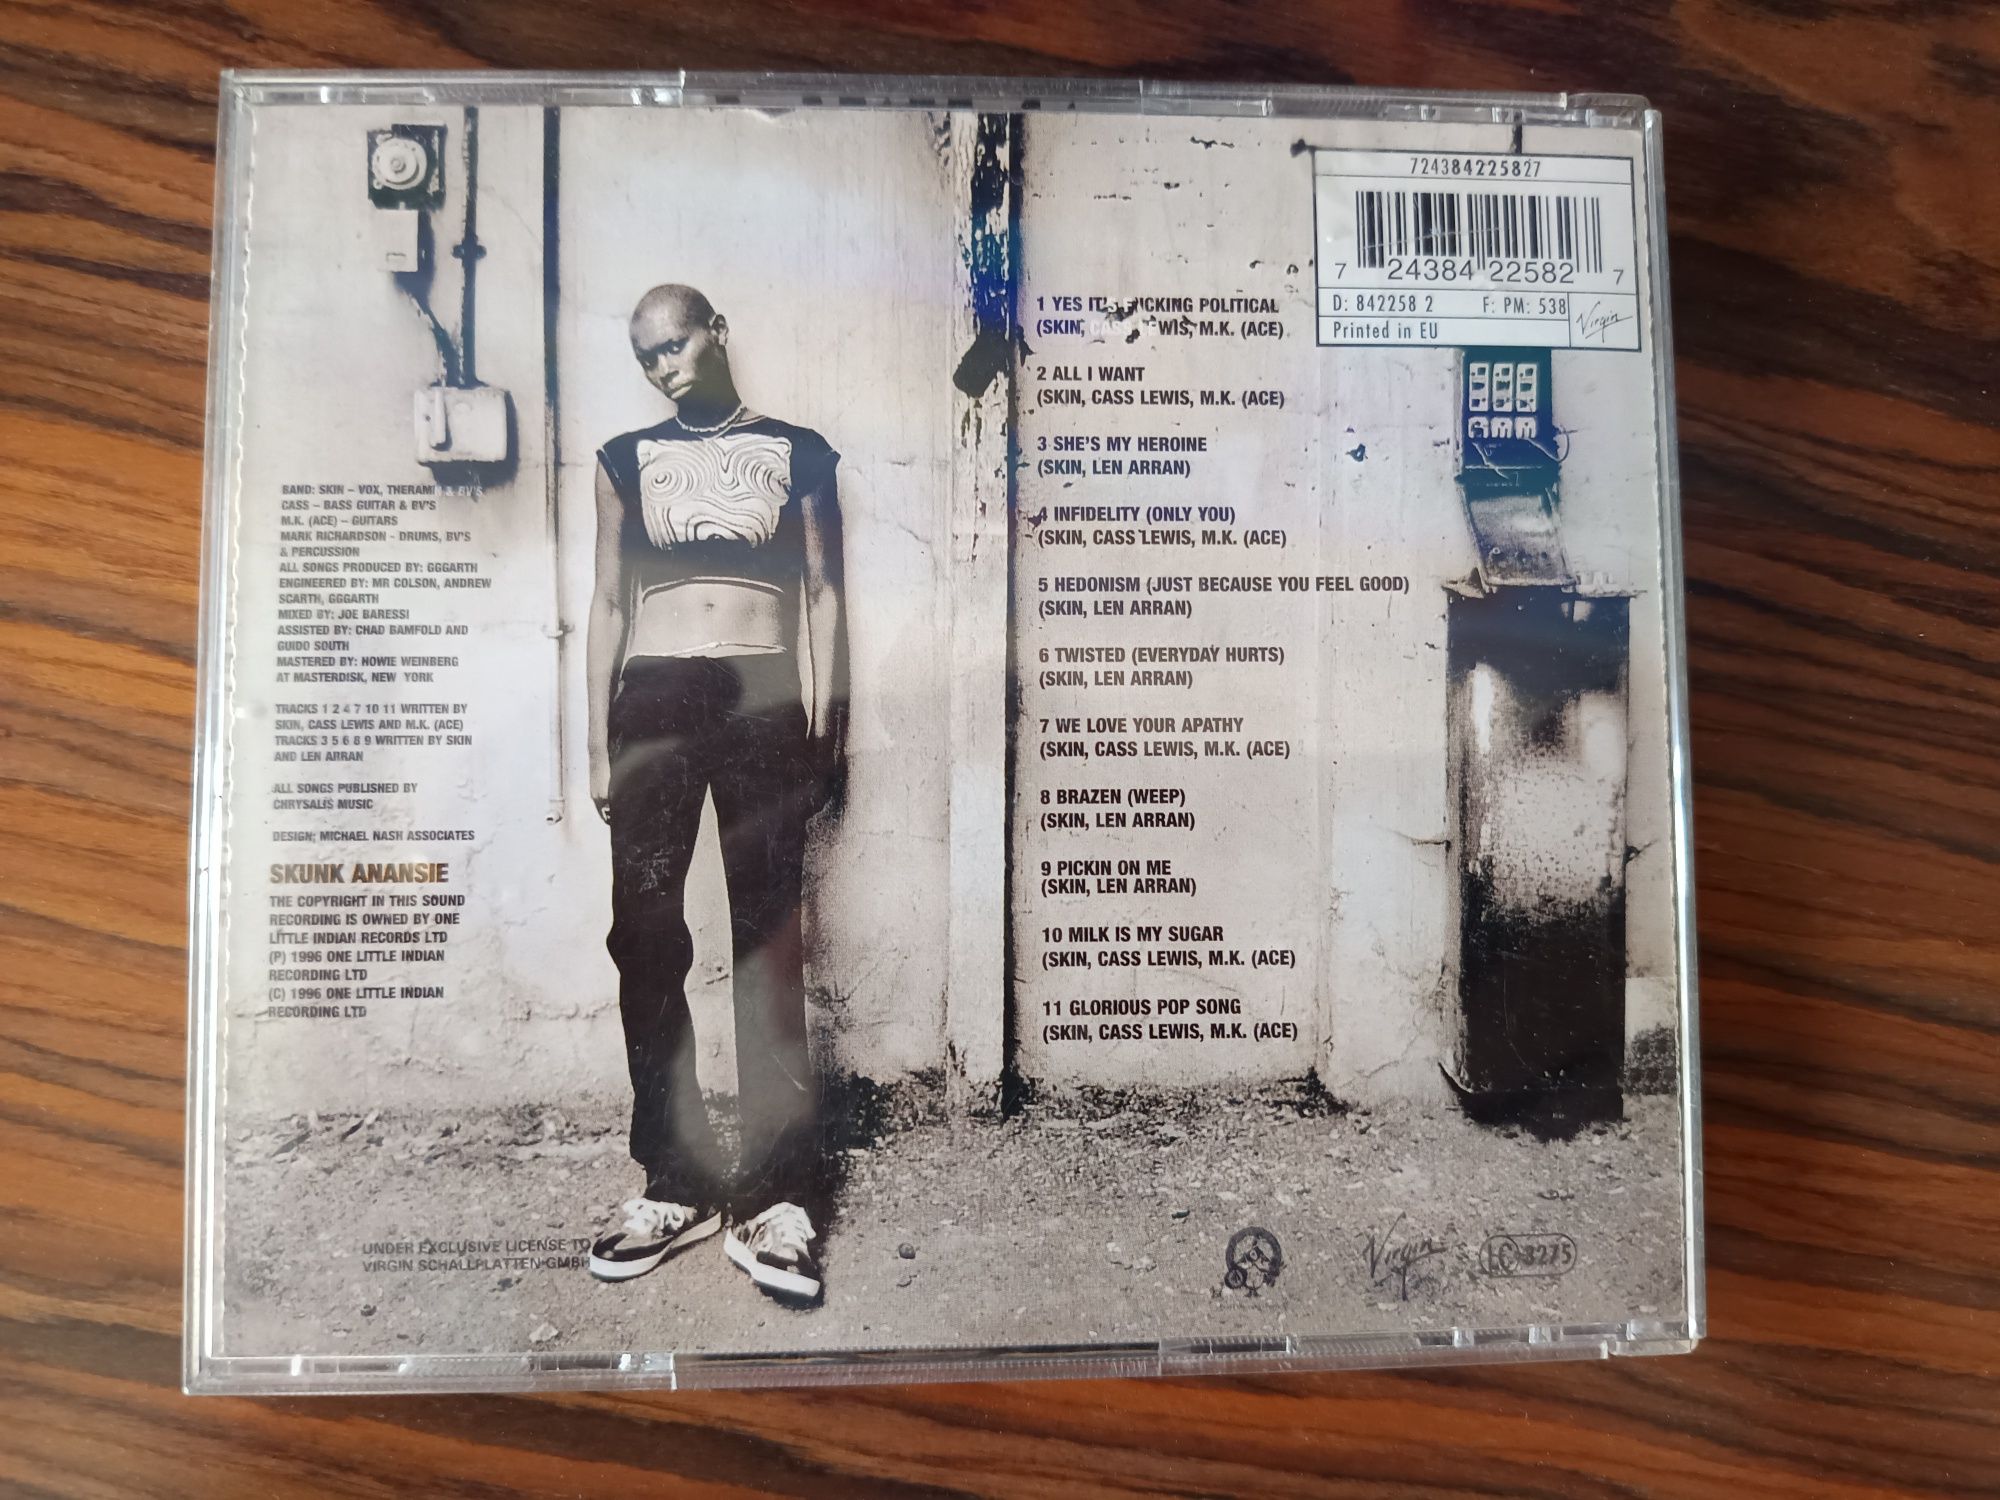 BAND: SKIN – VOX, THERAMIN & BV'S
CASS – BASS GUITAR & BV'S
M.K. (ACE) – GUITARS
MARK RICHARDSON - DRUMS, BV'S
& PERCUSSION
ALL SONGS PRODUCED BY: GGGARTH
ENGINEERED BY: MR COLSON, ANDREW
SCARTH, GGGARTH
MIXED BY: JOE BARESSI
ASSISTED BY: CHAD BAMFOLD AND
GUIDO SOUTH
MASTERED BY: HOWIE WEINBERG
AT MASTERDISK, NEW YORK
TRACKS 1 2 4 7 10 11 WRITTEN BY
SKIN, CASS LEWIS AND M.K. (ACE)
TRACKS 3 5 6 8 9 WRITTEN BY SKIN
AND LEN ARRAN
ALL SONGS PUBLISHED BY
CHRYSALIS MUSIC
DESIGN; MICHAEL NASH ASSOCIATES
SKUNK ANANSIE
THE COPYRIGHT IN THIS SOUND
RECORDING IS OWNED BY ONE
LITTLE INDIAN RECORDS LTD
(P) 1996 ONE LITTLE INDIAN
RECORDING LTD
(C) 1996 ONE LITTLE INDIAN
RECORDING LTD
UNDER EXCLUSIVE LICENSE TO
VIRGIN SCHALLPLATTEN GMBH
1 YES IT'S FUCKING POLITICAL
(SKIN, CASS LEWIS, M.K. (ACE)
2 ALL I WANT
(SKIN, CASS LEWIS, M.K. (ACE)
3 SHE'S MY HEROINE
(SKIN, LEN ARRAN)
4 INFIDELITY (ONLY YOU)
(SKIN, CASS LEWIS, M.K. (ACE)
5 HEDONISM (JUST BECAUSE YOU FEEL GOOD)
(SKIN, LEN ARRAN)
6 TWISTED (EVERYDAY HURTS)
(SKIN, LEN ARRAN)
7 WE LOVE YOUR APATHY
(SKIN, CASS LEWIS, M.K. (ACE)
8 BRAZEN (WEEP)
(SKIN, LEN ARRAN)
9 PICKIN ON ME
(SKIN, LEN ARRAN)
10 MILK IS MY SUGAR
(SKIN, CASS LEWIS, M.K. (ACE)
11 GLORIOUS POP SONG
(SKIN, CASS LEWIS, M.K. (ACE)
724384225827
7 24384 22582 7
D: 842258 2 F: PM: 538
Printed in EU
Virgin
Virgin
LC 3275